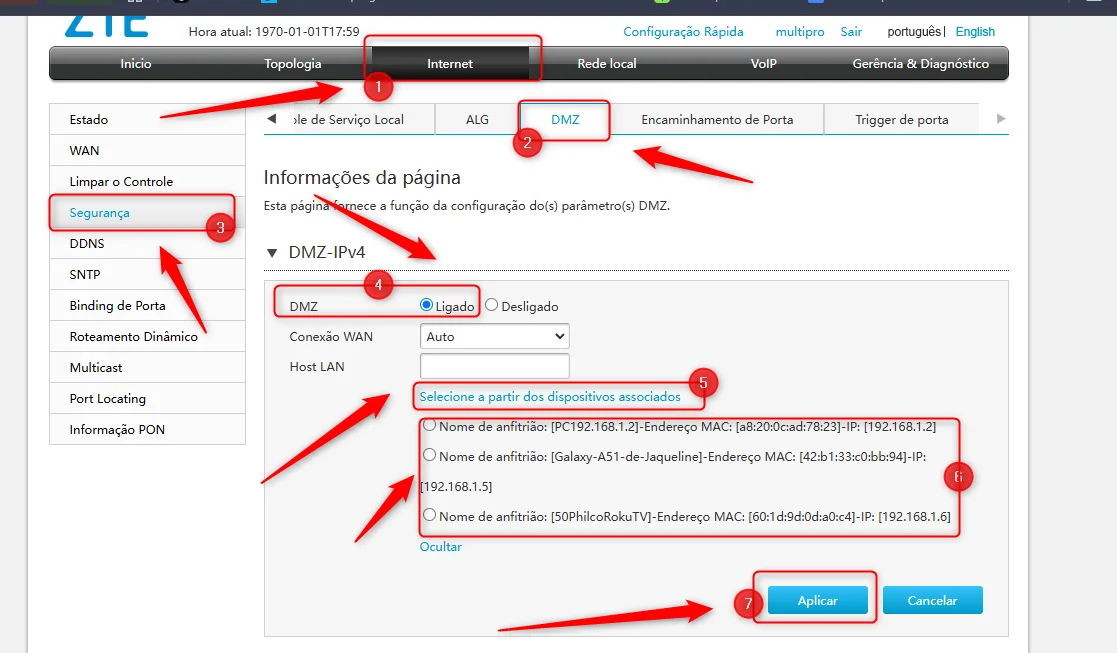 ZTE
Hora atual: 1970-01-01T17:59
Configuração Rápida multipro Sair português| English
Inicio Topologia Internet Rede local VoIP Gerência & Diagnóstico
1
Estado
WAN
Limpar o Controle
Segurança
3
DDNS
SNTP
Binding de Porta
Roteamento Dinâmico
Multicast
Port Locating
Informação PON
ole de Serviço Local ALG DMZ Encaminhamento de Porta Trigger de porta
2
Informações da página
Esta página fornece a função da configuração do(s) parâmetro(s) DMZ.
DMZ-IPv4
4
DMZ Ligado Desligado
Conexão WAN Auto
Host LAN
5
Selecione a partir dos dispositivos associados
Nome de anfitrião: [PC192.168.1.2]-Endereço MAC: [a8:20:0c:ad:78:23]-IP: [192.168.1.2]
Nome de anfitrião: [Galaxy-A51-de-Jaqueline]-Endereço MAC: [42:b1:33:c0:bb:94]-IP:
[192.168.1.5]
6
Nome de anfitrião: [50PhilcoRokuTV]-Endereço MAC: [60:1d:9d:0d:a0:c4]-IP: [192.168.1.6]
Ocultar
7
Aplicar Cancelar